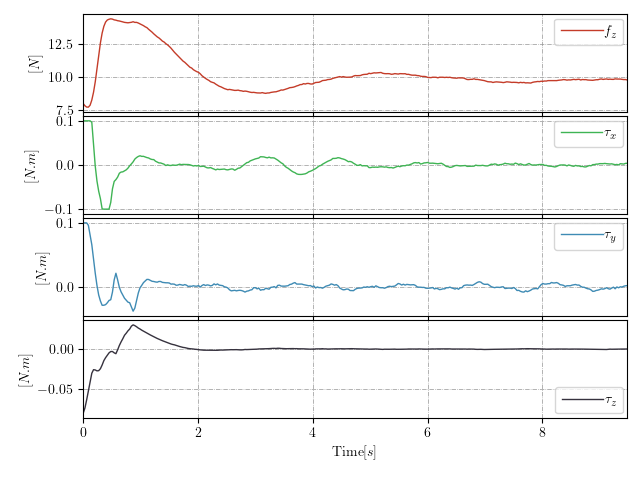 12.5
10.0
7.5
[N]
f_z
0.1
0.0
−0.1
[N.m]
τ_x
0.1
0.0
[N.m]
τ_y
0.00
−0.05
[N.m]
τ_z
0 2 4 6 8
Time[s]